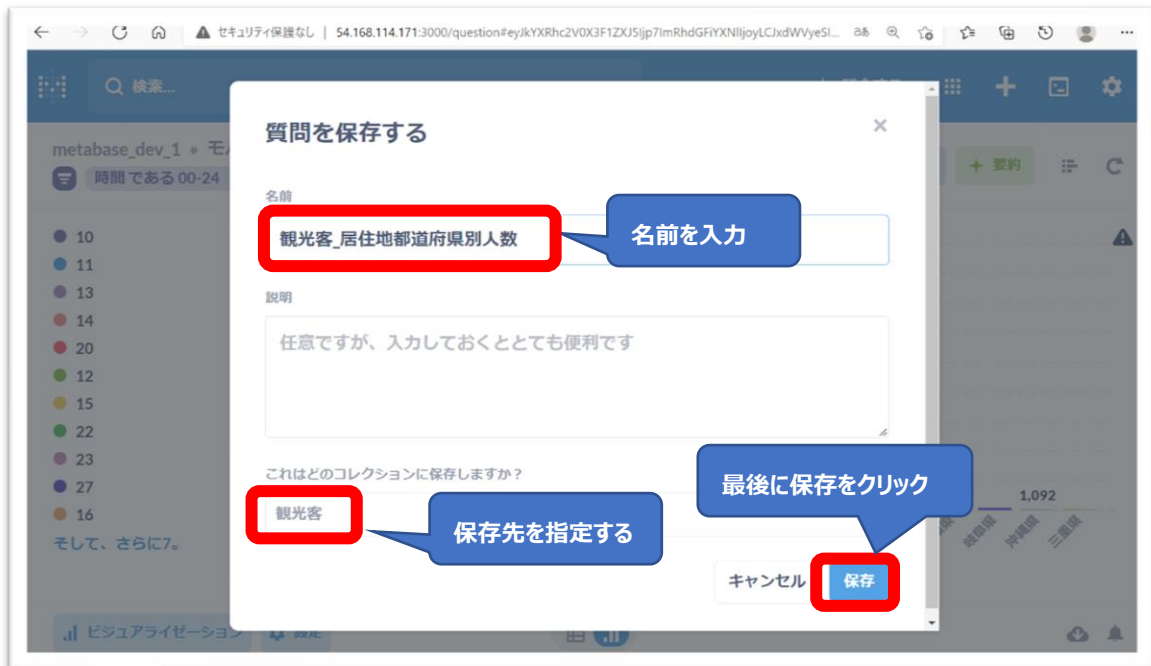 セキュリティ保護なし | 54.168.114.171:3000/question#eyJkYXRhc2V0X3F1ZXJ5Ijp7ImRhdGFiYXNlIjoyLCJxdWVyeSI...
検索...
質問を保存する
metabase_dev_1 •
時間 である 00-24
要約
名前
観光客_居住地都道府県別人数
名前を入力
10
11
13
14
20
12
15
22
23
27
16
そして、さらに7。
説明
任意ですが、入力しておくととても便利です
これはどのコレクションに保存しますか？
観光客
保存先を指定する
最後に保存をクリック
1,092
岐阜県
沖縄県
三重県
キャンセル
保存
ビジュアライゼーション
設定